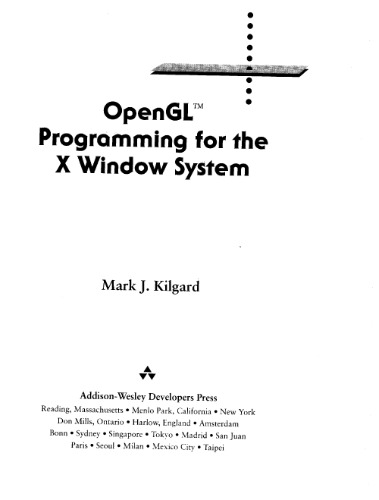 OpenGL™
Programming for the
X Window System
Mark J. Kilgard
Addison-Wesley Developers Press
Reading, Massachusetts • Menlo Park, California • New York
Don Mills, Ontario • Harlow, England • Amsterdam
Bonn • Sydney • Singapore • Tokyo • Madrid • San Juan
Paris • Seoul • Milan • Mexico City • Taipei